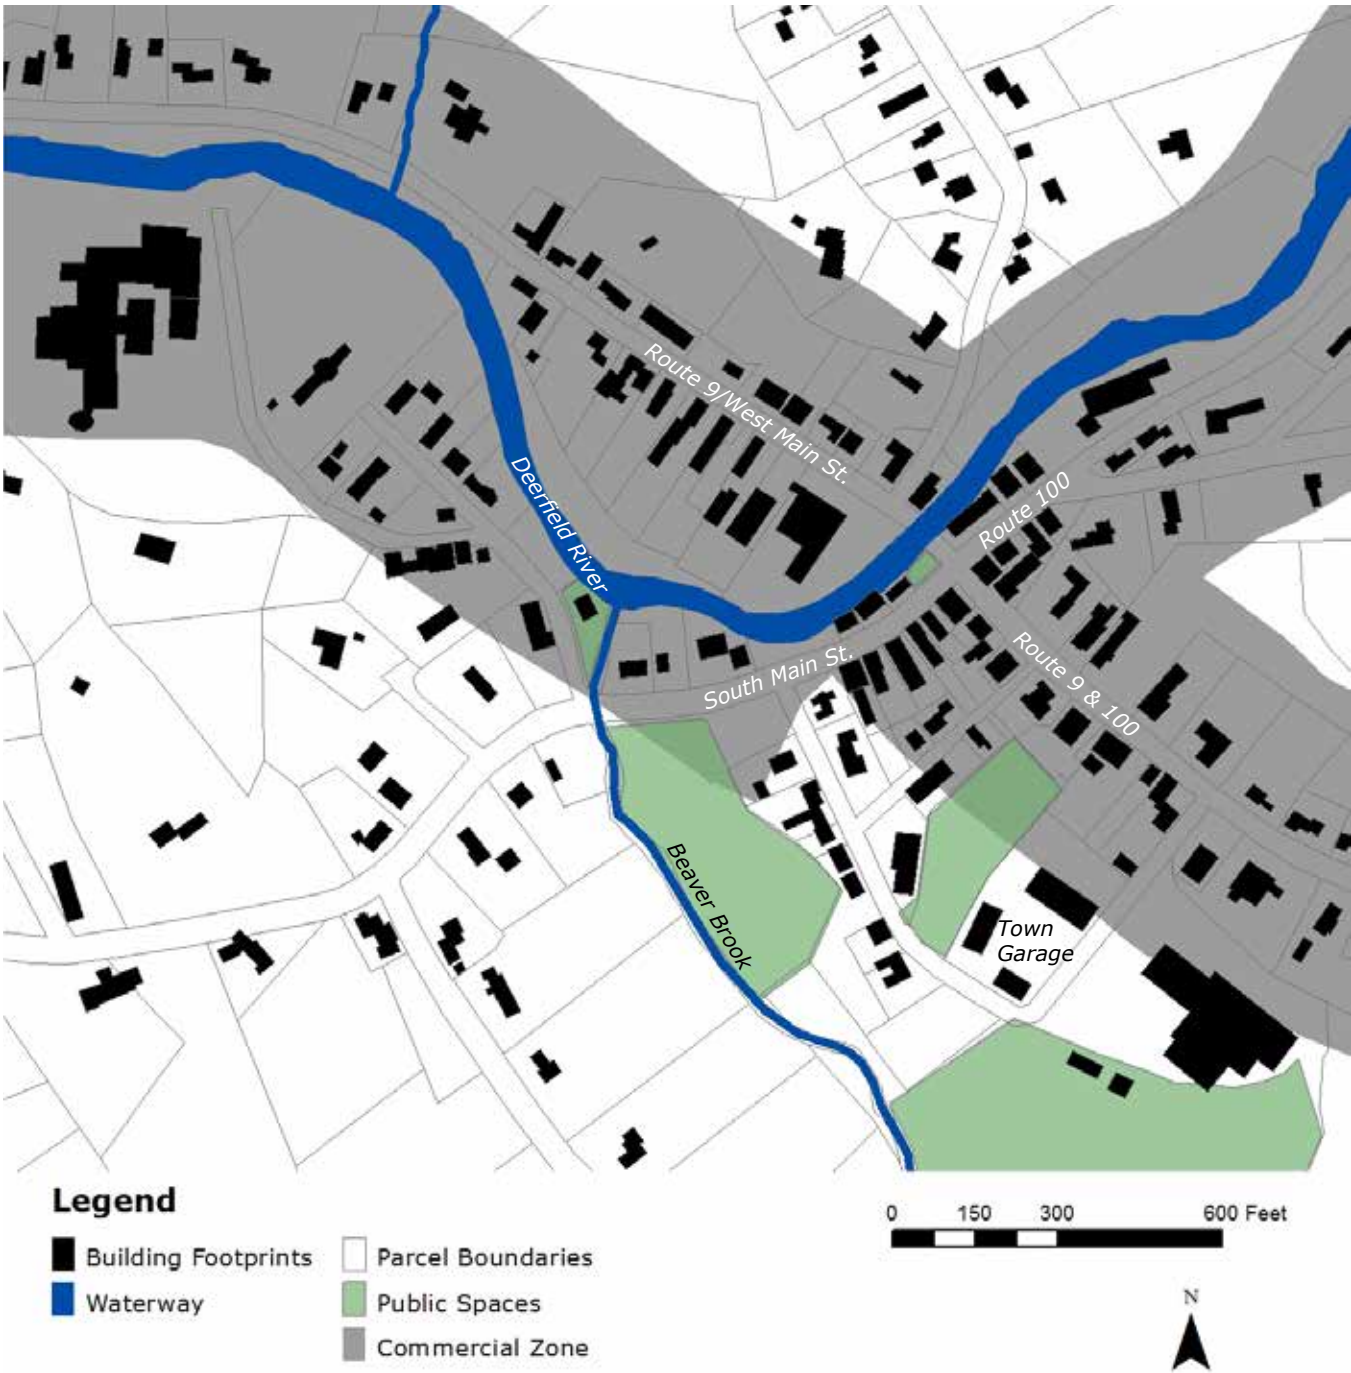 Route 9/West Main St.
Deerfield River
Route 100
Route 9 & 100
South Main St.
Beaver Brook
Town
Garage
Legend
Building Footprints
Waterway
Parcel Boundaries
Public Spaces
Commercial Zone
0 150 300 600 Feet
N